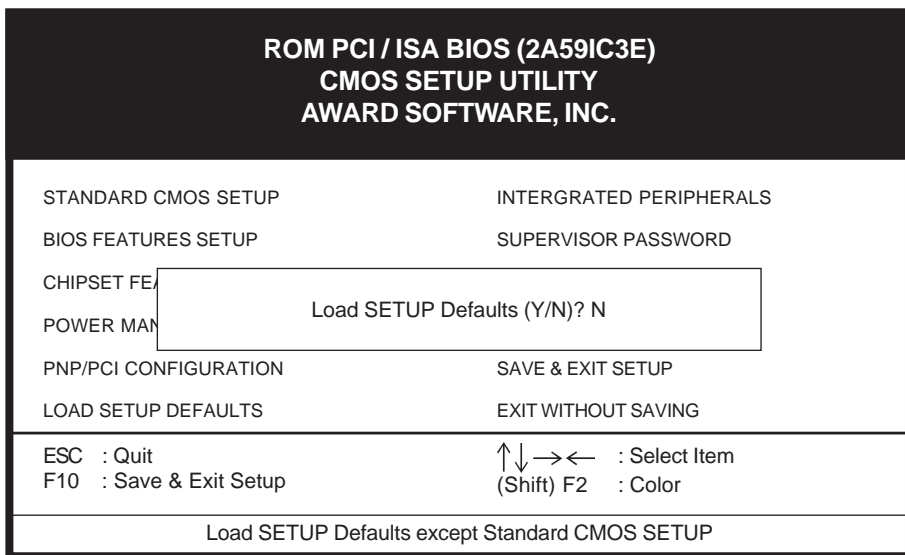 ROM PCI / ISA BIOS (2A59IC3E)
CMOS SETUP UTILITY
AWARD SOFTWARE, INC.
STANDARD CMOS SETUP
INTERGRATED PERIPHERALS
BIOS FEATURES SETUP
SUPERVISOR PASSWORD
CHIPSET FEA
Load SETUP Defaults (Y/N)? N
POWER MAN
PNP/PCI CONFIGURATION
SAVE & EXIT SETUP
LOAD SETUP DEFAULTS
EXIT WITHOUT SAVING
ESC : Quit
↑↓→← : Select Item
F10 : Save & Exit Setup
(Shift) F2 : Color
Load SETUP Defaults except Standard CMOS SETUP